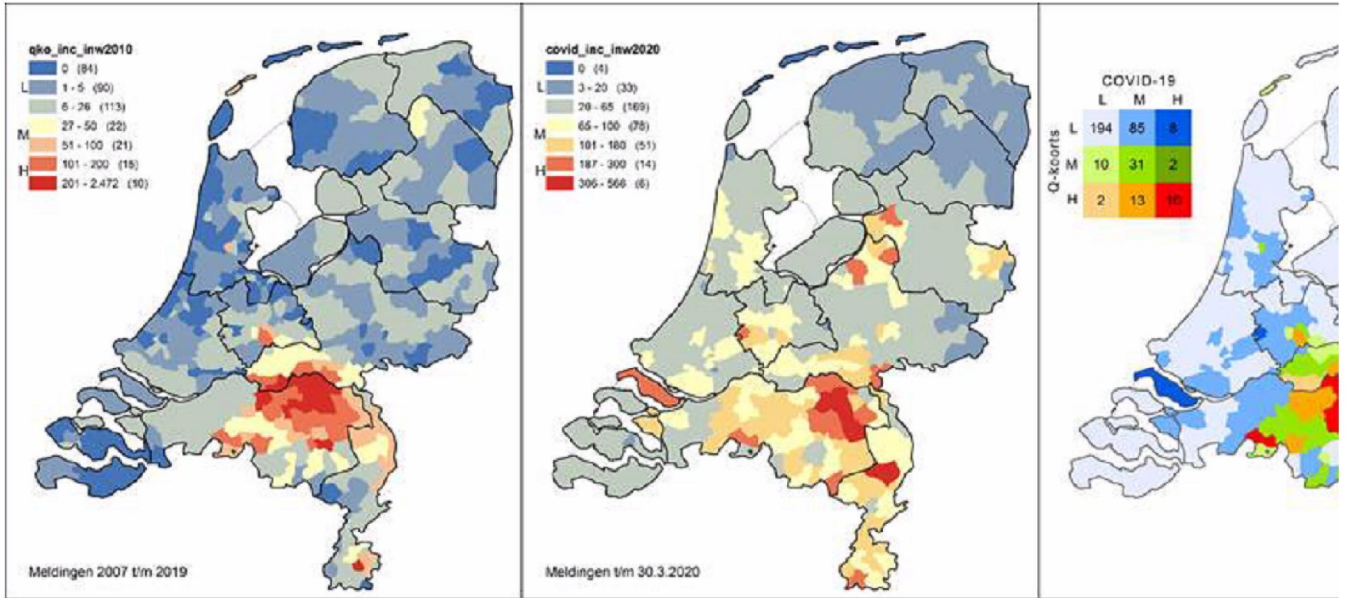 qko_inc_inw2010
0 (84)
L 1 - 5 (90)
6 - 26 (113)
M 27 - 50 (22)
51 - 100 (21)
H 101 - 200 (15)
201 - 2.472 (10)
Meldingen 2007 t/m 2019
covid_inc_inw2020
0 (4)
L 3 - 20 (33)
20 - 65 (169)
M 65 - 100 (78)
101 - 180 (51)
H 187 - 300 (14)
306 - 566 (6)
Meldingen t/m 30.3.2020
COVID-19
L M H
Q-koorts
L 194 85 8
M 10 31 2
H 2 13 10